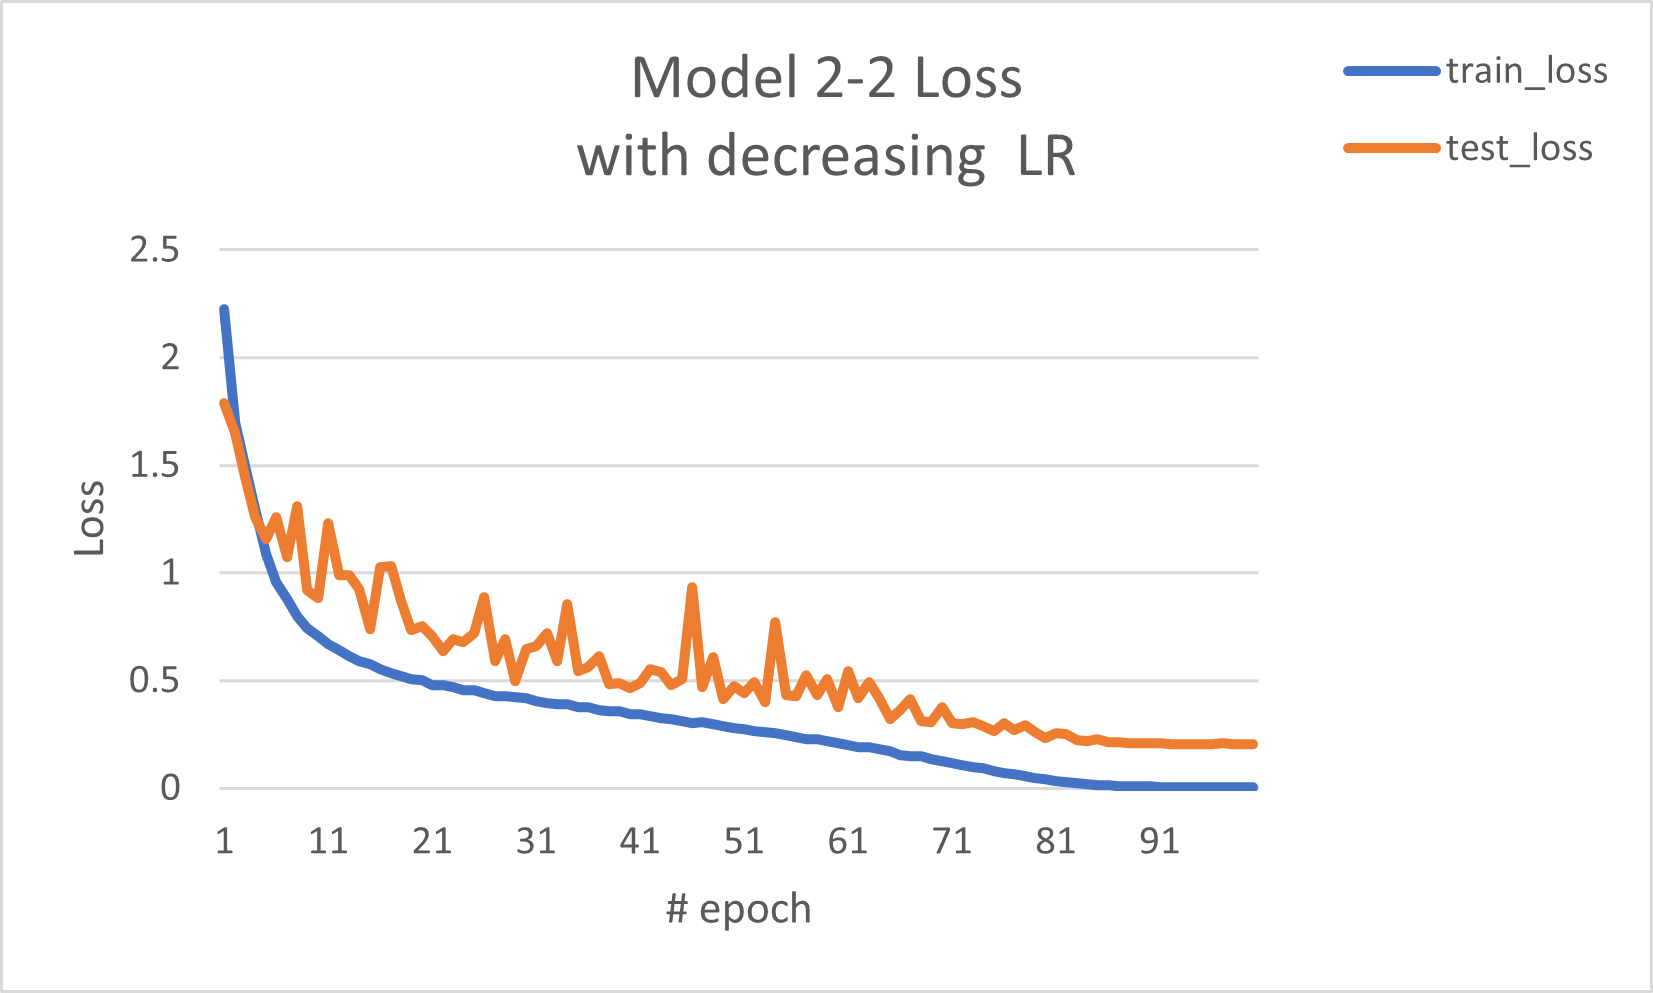 Model 2-2 Loss
with decreasing  LR
train_loss
test_loss
2.5
2
1.5
1
0.5
0
Loss
1 11 21 31 41 51 61 71 81 91
# epoch